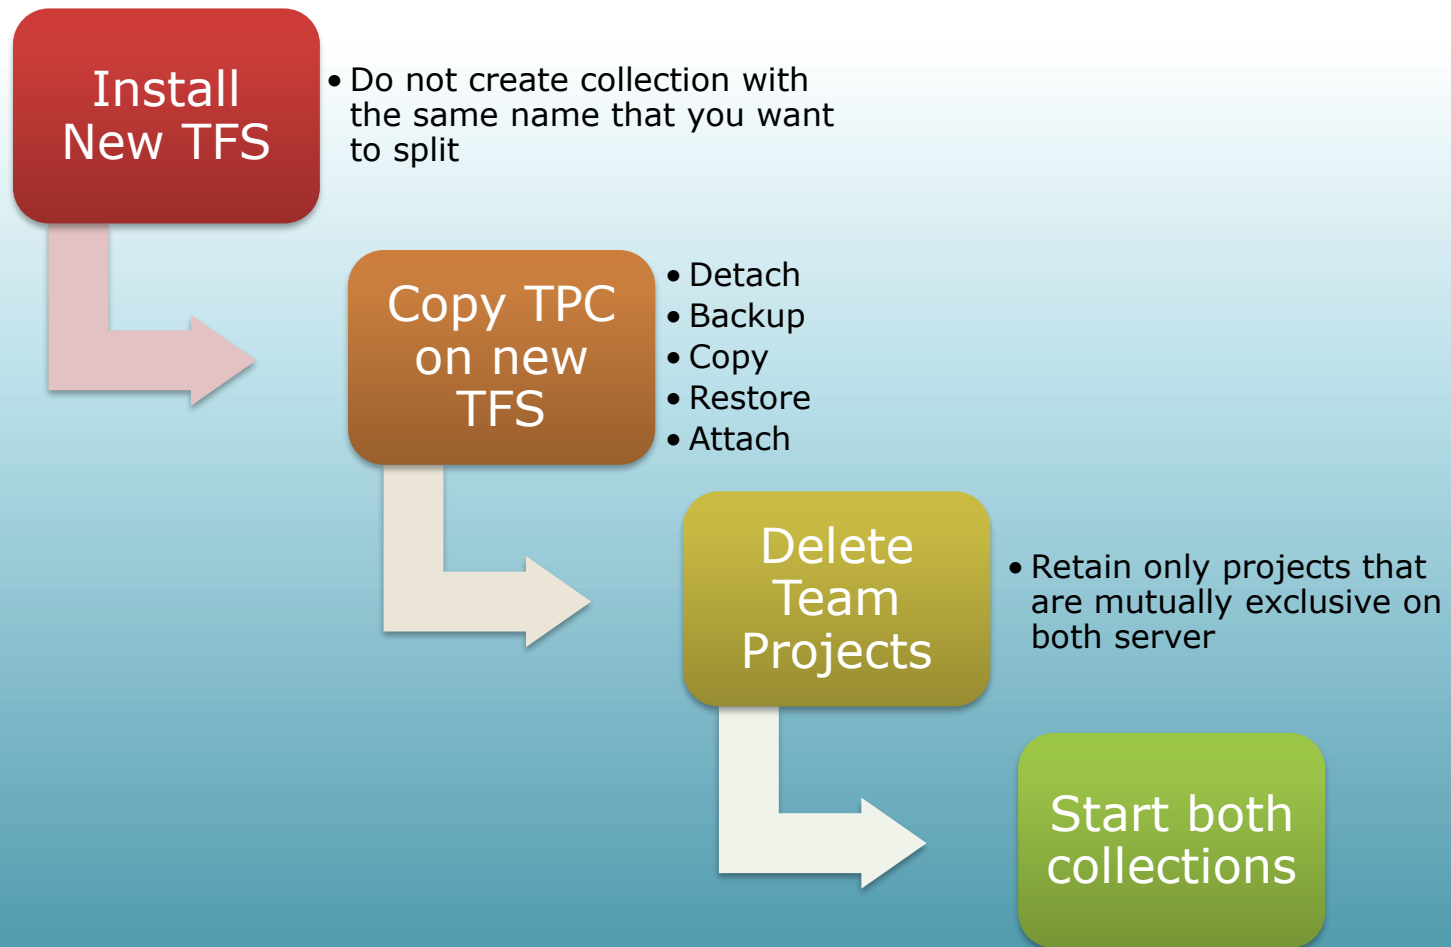 Install
New TFS
• Do not create collection with
the same name that you want
to split
Copy TPC
on new
TFS
• Detach
• Backup
• Copy
• Restore
• Attach
Delete
Team
Projects
• Retain only projects that
are mutually exclusive on
both server
Start both
collections